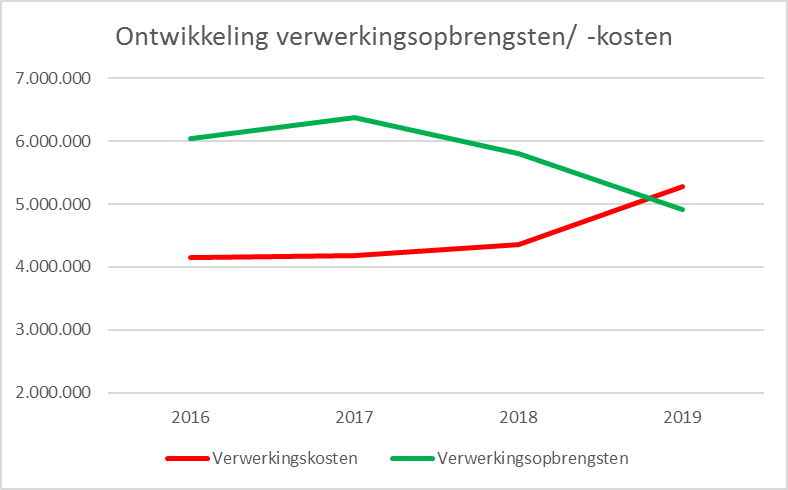 Ontwikkeling verwerkingsopbrengsten/ -kosten
7.000.000
6.000.000
5.000.000
4.000.000
3.000.000
2.000.000
2016 2017 2018 2019
Verwerkingskosten Verwerkingsopbrengsten